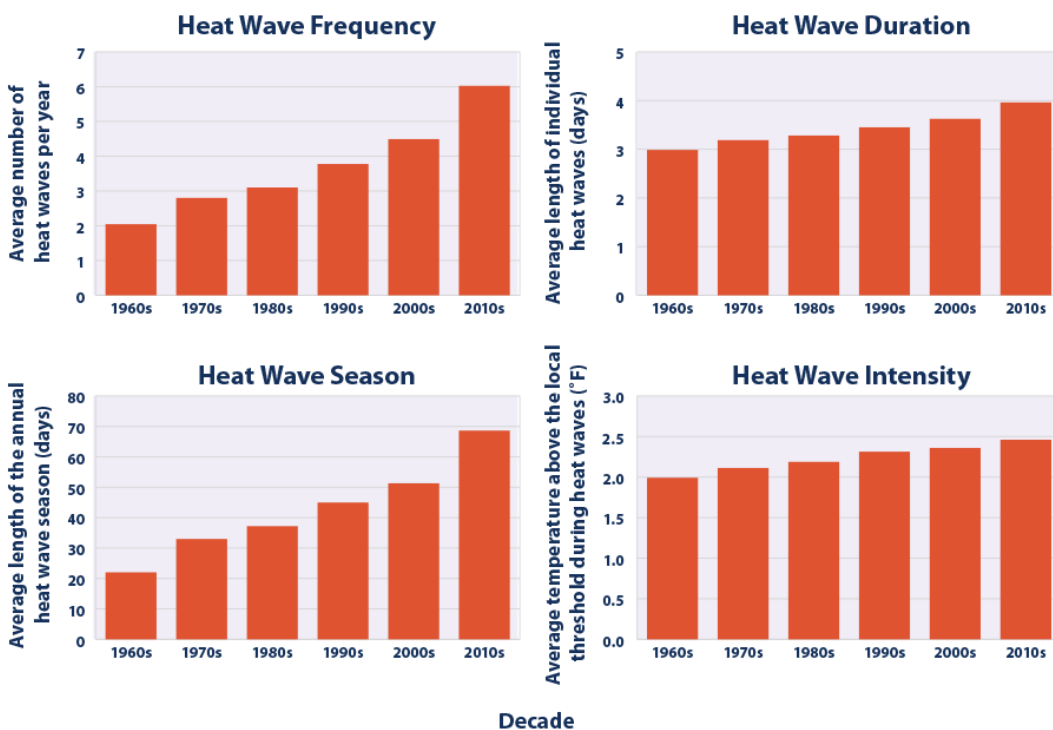 Heat Wave Frequency
Average number of
heat waves per year
7
6
5
4
3
2
1
0
1960s 1970s 1980s 1990s 2000s 2010s
Heat Wave Duration
Average length of individual
heat waves (days)
5
4
3
2
1
0
1960s 1970s 1980s 1990s 2000s 2010s
Heat Wave Season
Average length of the annual
heat wave season (days)
80
70
60
50
40
30
20
10
0
1960s 1970s 1980s 1990s 2000s 2010s
Heat Wave Intensity
Average temperature above the local
threshold during heat waves (˚F)
3.0
2.5
2.0
1.5
1.0
0.5
0.0
1960s 1970s 1980s 1990s 2000s 2010s
Decade